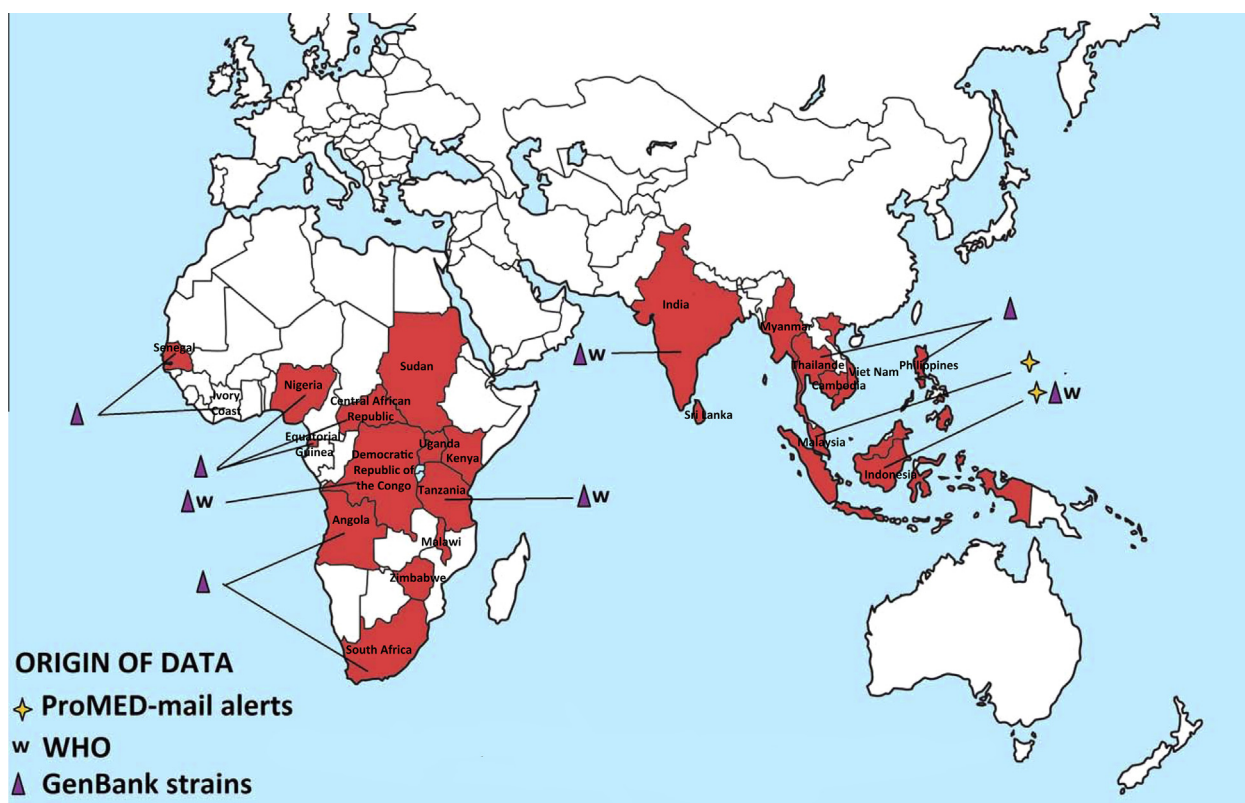 India
Myanmar
Senegal
Thailande
Viet Nam
Philippines
Sudan
Cambodia
Nigeria
Ivory
Coast
Central African
Republic
Sri Lanka
Equatorial
Guinea
Uganda
Malaysia
Democratic
Republic of
the Congo
Kenya
Indonesia
Tanzania
Angola
Malawi
Zimbabwe
South Africa
W
W
W
W
ORIGIN OF DATA
ProMED-mail alerts
W WHO
GenBank strains